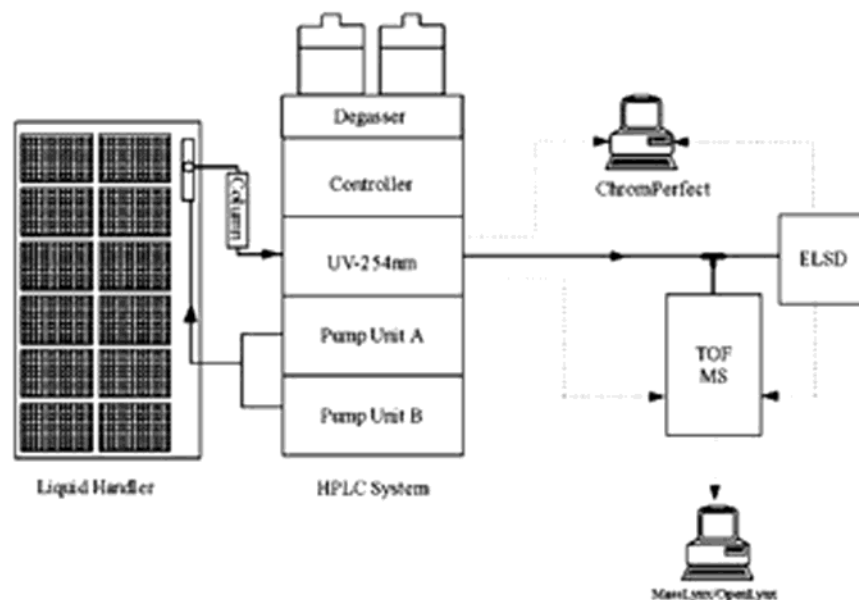 Degasser
Controller
UV-254nm
Pump Unit A
Pump Unit B
Column
ChromPerfect
ELSD
TOF
MS
Liquid Handler
HPLC System
MassLynx/OpenLynx